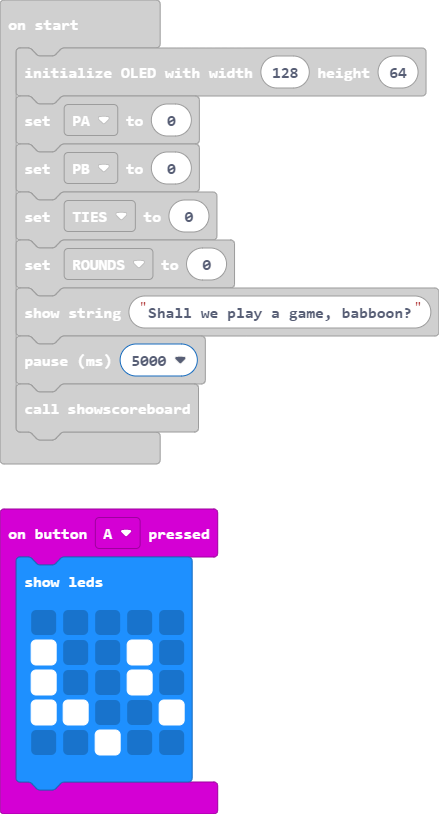 on start
initialize OLED with width 128 height 64
set PA to 0
set PB to 0
set TIES to 0
set ROUNDS to 0
show string "Shall we play a game, babboon?"
pause (ms) 5000
call showscoreboard
on button A pressed
show leds